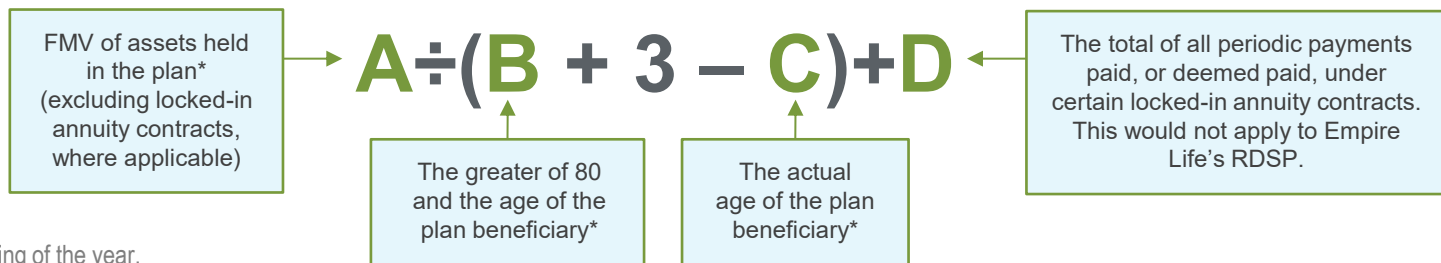 FMV of assets held
in the plan*
(excluding locked-in
annuity contracts,
where applicable)
A÷(B + 3 – C)+D
The total of all periodic payments
paid, or deemed paid, under
certain locked-in annuity contracts.
This would not apply to Empire
Life's RDSP.
The greater of 80
and the age of the
plan beneficiary*
The actual
age of the plan
beneficiary*
ing of the year.